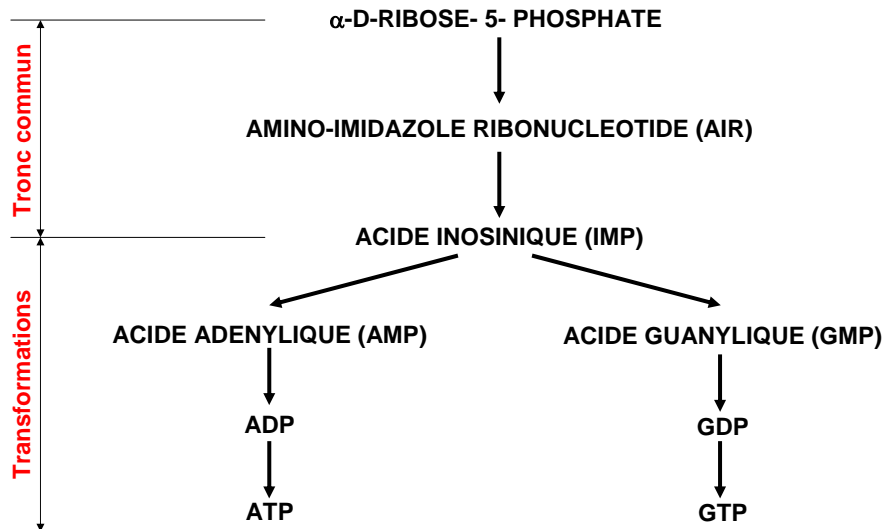 α-D-RIBOSE- 5- PHOSPHATE
Tronc commun
AMINO-IMIDAZOLE RIBONUCLEOTIDE (AIR)
ACIDE INOSINIQUE (IMP)
Transformations
ACIDE ADENYLIQUE (AMP)
ACIDE GUANYLIQUE (GMP)
ADP
GDP
ATP
GTP